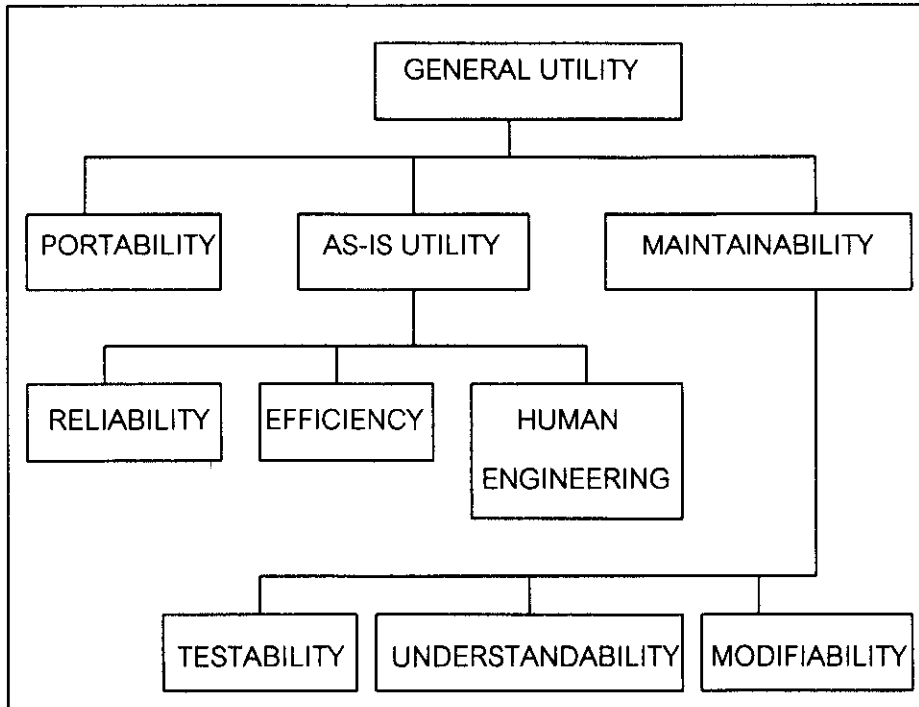 GENERAL UTILITY
PORTABILITY
AS-IS UTILITY
MAINTAINABILITY
RELIABILITY
EFFICIENCY
HUMAN
ENGINEERING
TESTABILITY
UNDERSTANDABILITY
MODIFIABILITY